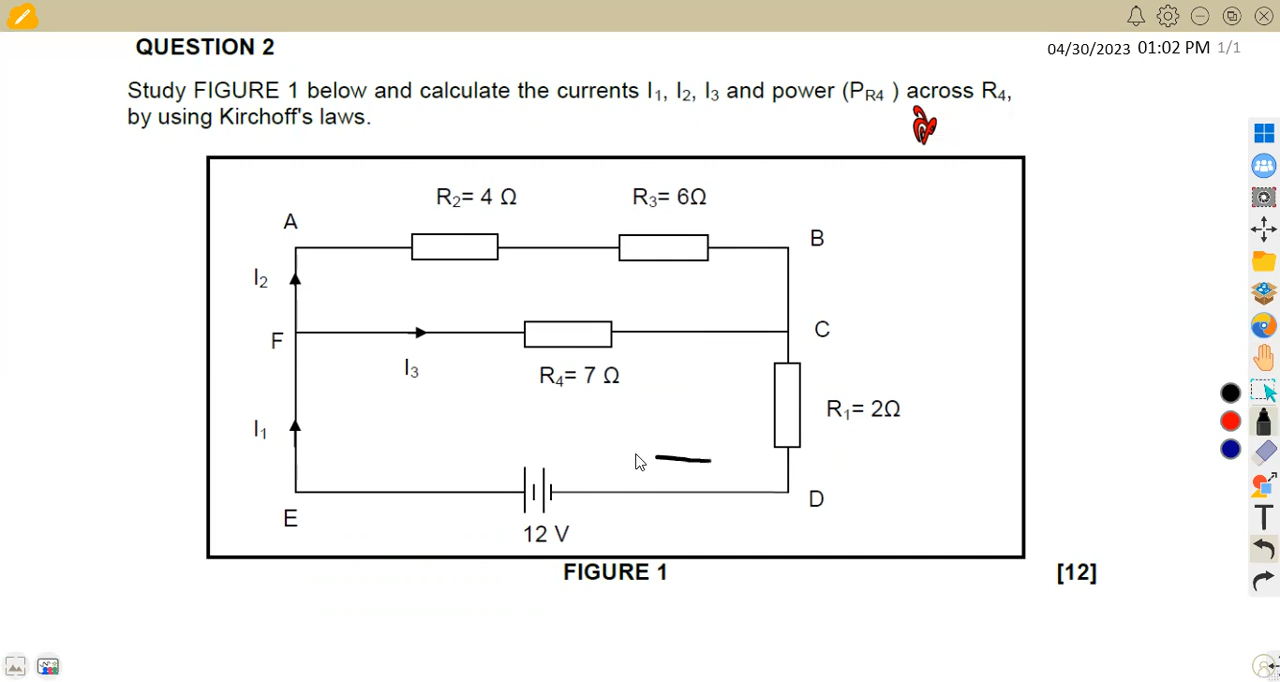 QUESTION 2
04/30/2023 01:02 PM 1/1
Study FIGURE 1 below and calculate the currents I₁, I₂, I₃ and power (P_R4 ) across R₄,
by using Kirchoff's laws.
R₂= 4 Ω
R₃= 6Ω
A
B
I₂
F
C
I₃
R₄= 7 Ω
R₁= 2Ω
I₁
E
D
12 V
FIGURE 1
[12]